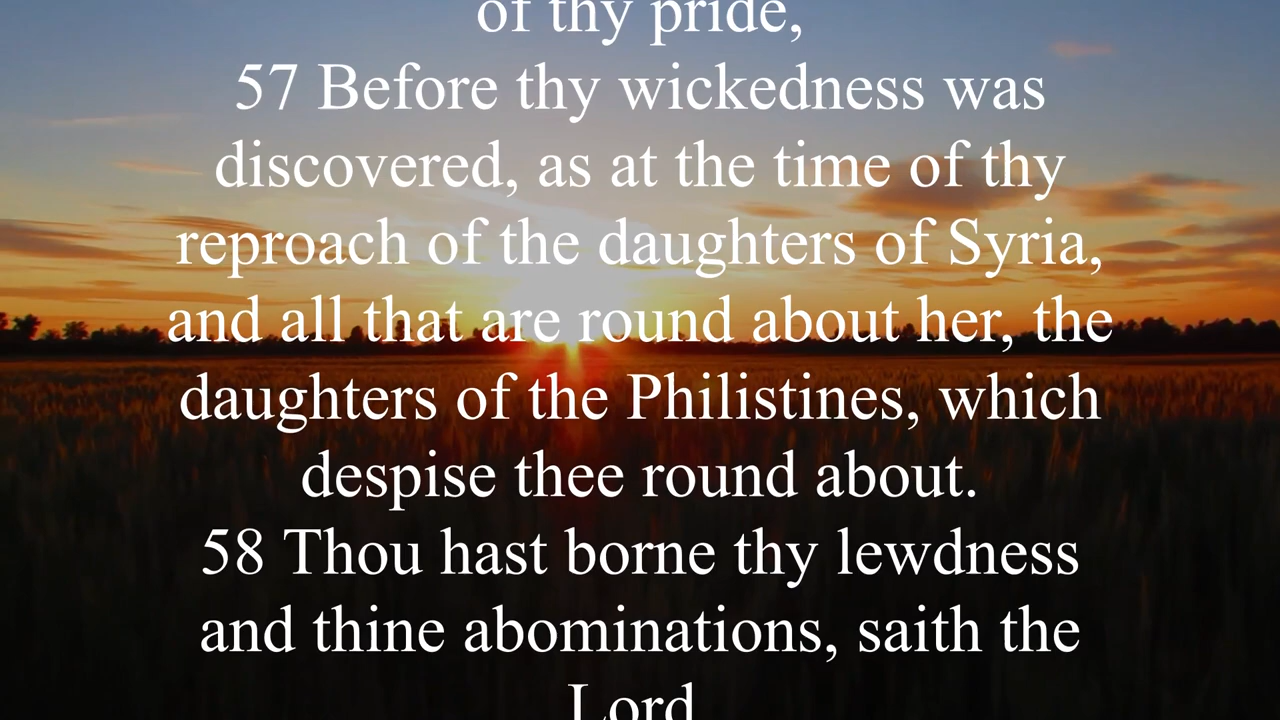 of thy pride,
57 Before thy wickedness was
discovered, as at the time of thy
reproach of the daughters of Syria,
and all that are round about her, the
daughters of the Philistines, which
despise thee round about.
58 Thou hast borne thy lewdness
and thine abominations, saith the
Lord